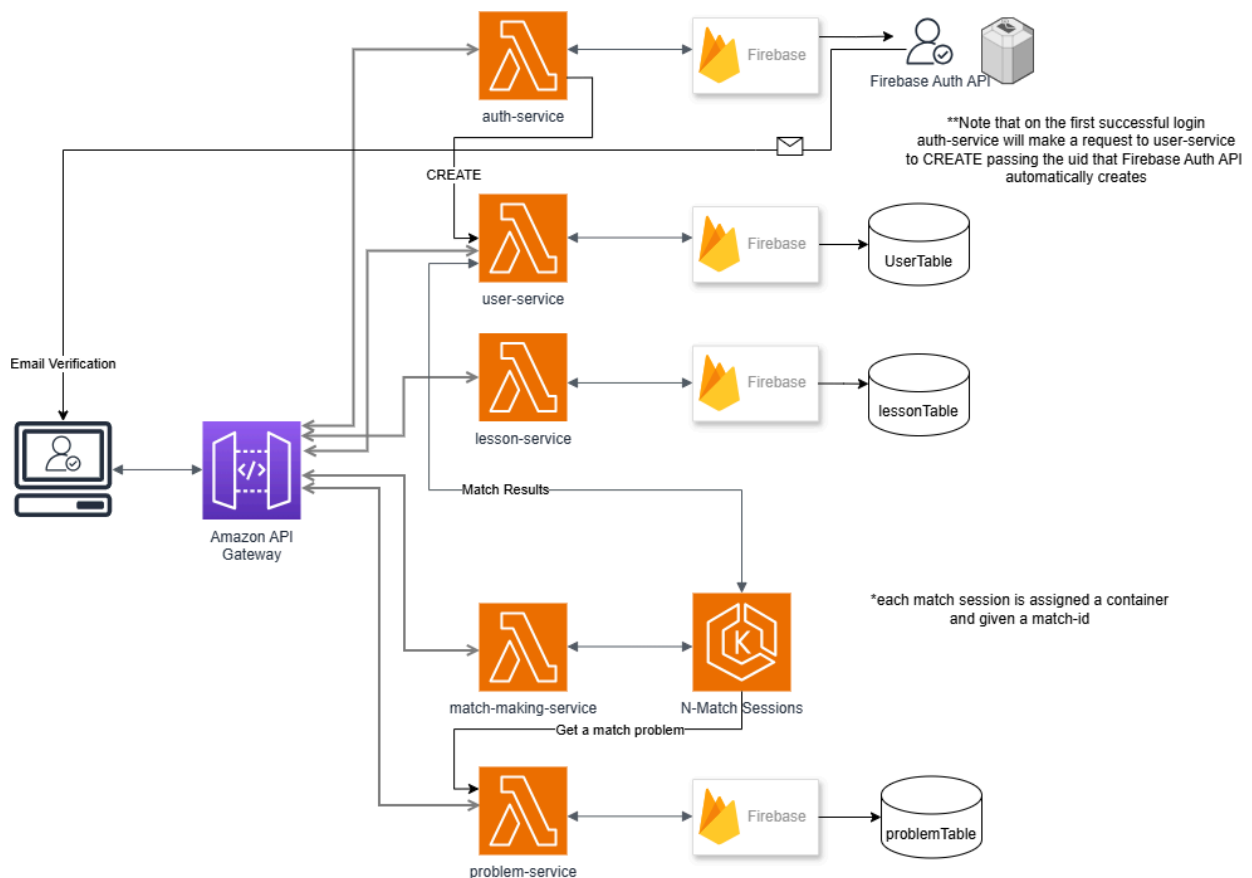 Firebase
Firebase Auth API
auth-service
**Note that on the first successful login
auth-service will make a request to user-service
to CREATE passing the uid that Firebase Auth API
automatically creates
CREATE
Firebase
UserTable
user-service
Email Verification
Firebase
lessonTable
lesson-service
Match Results
</>
Amazon API
Gateway
*each match session is assigned a container
and given a match-id
K
match-making-service
N-Match Sessions
Get a match problem
Firebase
problemTable
problem-service